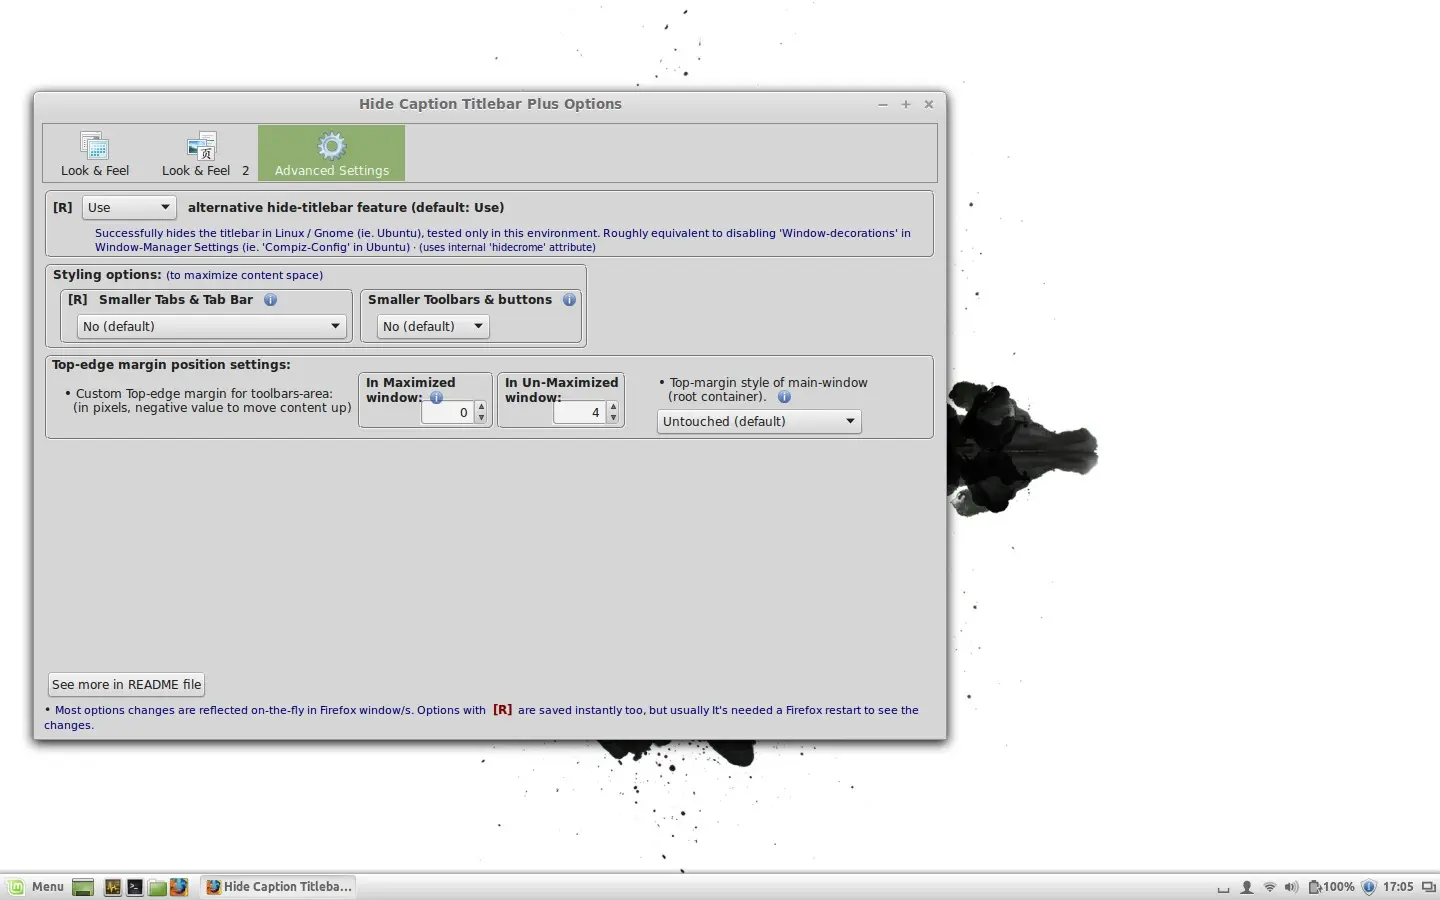 Hide Caption Titlebar Plus Options
Look & Feel
Look & Feel 2
Advanced Settings
[R] Use alternative hide-titlebar feature (default: Use)
Successfully hides the titlebar in Linux / Gnome (ie. Ubuntu), tested only in this environment. Roughly equivalent to disabling 'Window-decorations' in
Window-Manager Settings (ie. 'Compiz-Config' in Ubuntu) · (uses internal 'hidecrome' attribute)
Styling options: (to maximize content space)
[R] Smaller Tabs & Tab Bar
No (default)
Smaller Toolbars & buttons
No (default)
Top-edge margin position settings:
• Custom Top-edge margin for toolbars-area:
(in pixels, negative value to move content up)
In Maximized
window:
0
In Un-Maximized
window:
4
• Top-margin style of main-window
(root container).
Untouched (default)
See more in README file
• Most options changes are reflected on-the-fly in Firefox window/s. Options with [R] are saved instantly too, but usually It's needed a Firefox restart to see the
changes.
Menu
Hide Caption Titleba...
100%
17:05